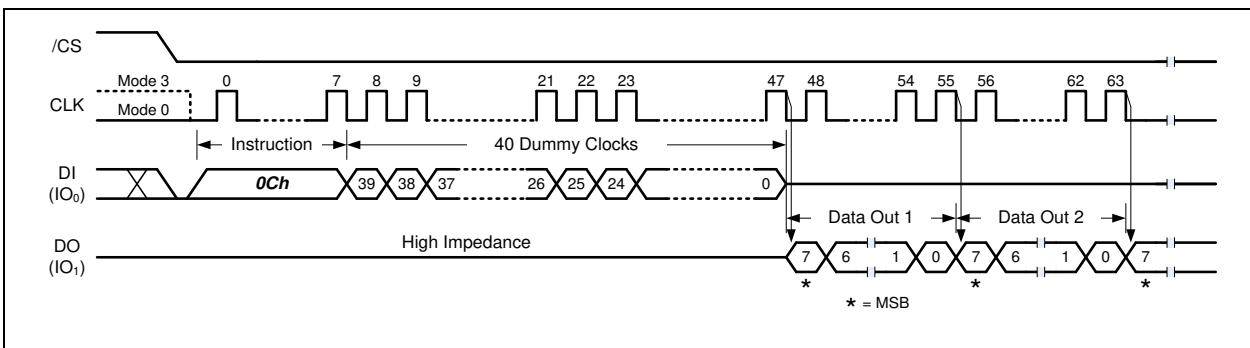 /CS
Mode 3 0 7 8 9 21 22 23 47 48 54 55 56 62 63
CLK
Mode 0
Instruction 40 Dummy Clocks
DI
(IO₀)
0Ch 39 38 37 26 25 24 0
Data Out 1 Data Out 2
DO
(IO₁)
High Impedance
7 6 1 0 7 6 1 0 7
* * *
* = MSB